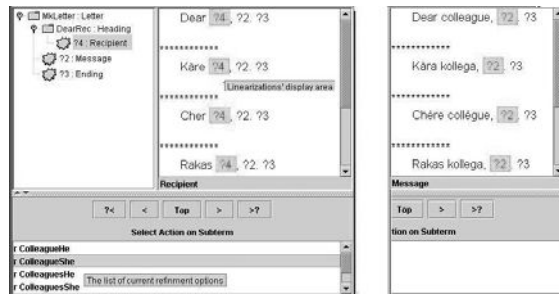 MkLetter : Letter
DearRec : Heading
?4 : Recipient
?2 : Message
?3 : Ending
Dear ?4 , ?2. ?3
************
Käre ?4 , ?2. ?3
Linearizations' display area
************
Cher ?4 , ?2. ?3
************
Rakas ?4 , ?2. ?3
Recipient
?< < Top > >?
Select Action on Subterm
r ColleagueHe
r ColleagueShe
r ColleaguesHe
r ColleaguesShe
The list of current refinment options
Dear colleague, ?2. ?3
************
Kära kollega, ?2. ?3
************
Chère collègue, ?2. ?3
************
Rakas kollega, ?2. ?3
Message
Top > >?
tion on Subterm